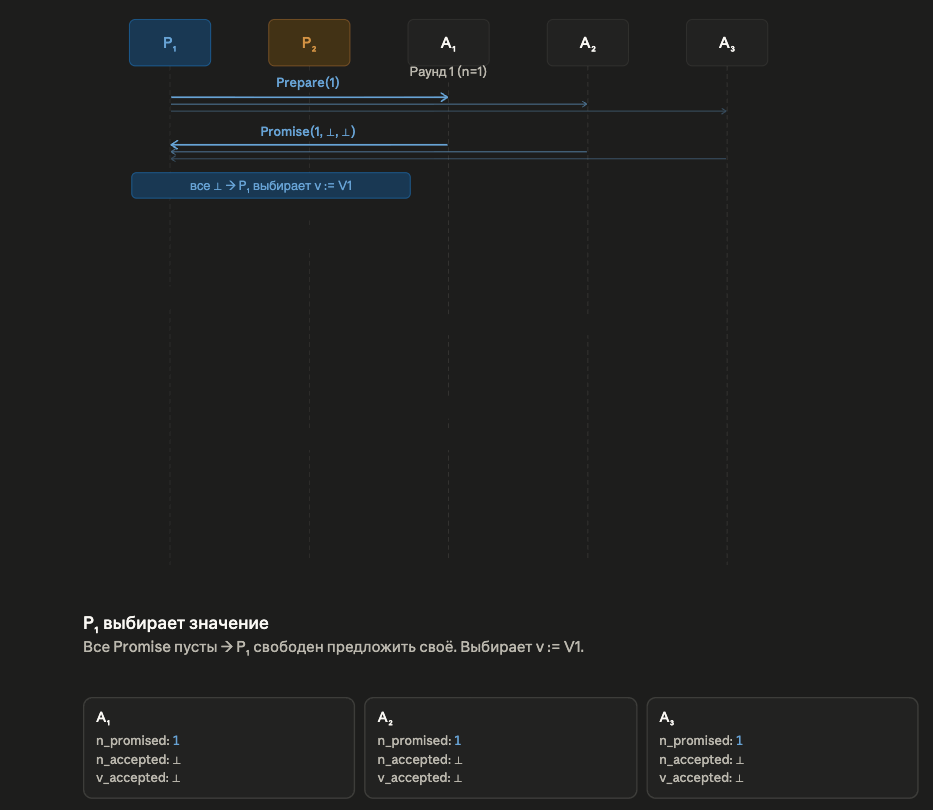 P₁ P₂ A₁ A₂ A₃
Раунд 1 (n=1)
Prepare(1)
Promise(1, ⊥, ⊥)
все ⊥ → P₁ выбирает v := V1
P₁ выбирает значение
Все Promise пусты → P₁ свободен предложить своё. Выбирает v := V1.
A₁
n_promised: 1
n_accepted: ⊥
v_accepted: ⊥
A₂
n_promised: 1
n_accepted: ⊥
v_accepted: ⊥
A₃
n_promised: 1
n_accepted: ⊥
v_accepted: ⊥